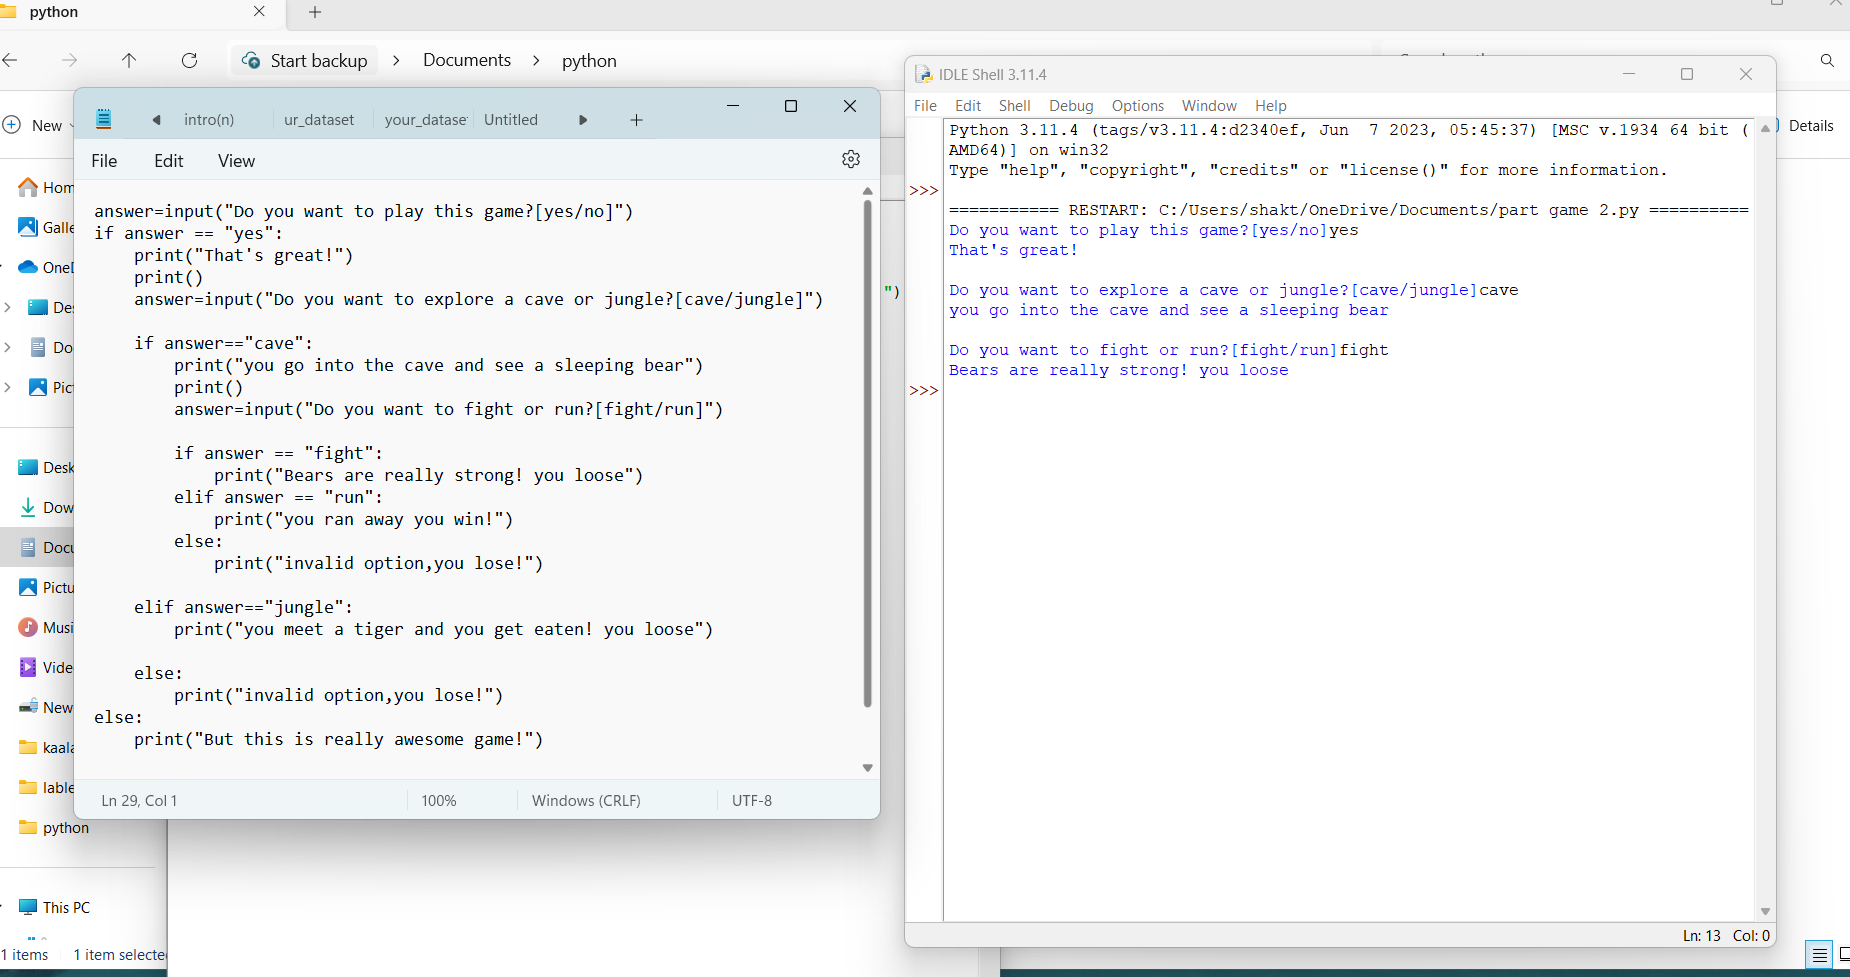 python
Start backup > Documents > python
New
Details
Gall
Desk
Docu
Pictu
Musi
Vide
New
python
This PC
1 items 1 item selected
intro(n) ur_dataset your_datase Untitled
File Edit View
answer=input("Do you want to play this game?[yes/no]")
if answer == "yes":
    print("That's great!")
    print()
    answer=input("Do you want to explore a cave or jungle?[cave/jungle]")
    if answer=="cave":
        print("you go into the cave and see a sleeping bear")
        print()
        answer=input("Do you want to fight or run?[fight/run]")
        if answer == "fight":
            print("Bears are really strong! you loose")
        elif answer == "run":
            print("you ran away you win!")
        else:
            print("invalid option,you lose!")
    elif answer=="jungle":
        print("you meet a tiger and you get eaten! you loose")
    else:
        print("invalid option,you lose!")
else:
    print("But this is really awesome game!")
Ln 29, Col 1 100% Windows (CRLF) UTF-8
")
IDLE Shell 3.11.4
File Edit Shell Debug Options Window Help
Python 3.11.4 (tags/v3.11.4:d2340ef, Jun  7 2023, 05:45:37) [MSC v.1934 64 bit (
AMD64)] on win32
Type "help", "copyright", "credits" or "license()" for more information.
>>>
=========== RESTART: C:/Users/shakt/OneDrive/Documents/part game 2.py ==========
Do you want to play this game?[yes/no]yes
That's great!
Do you want to explore a cave or jungle?[cave/jungle]cave
you go into the cave and see a sleeping bear
Do you want to fight or run?[fight/run]fight
Bears are really strong! you loose
>>>
Ln: 13 Col: 0